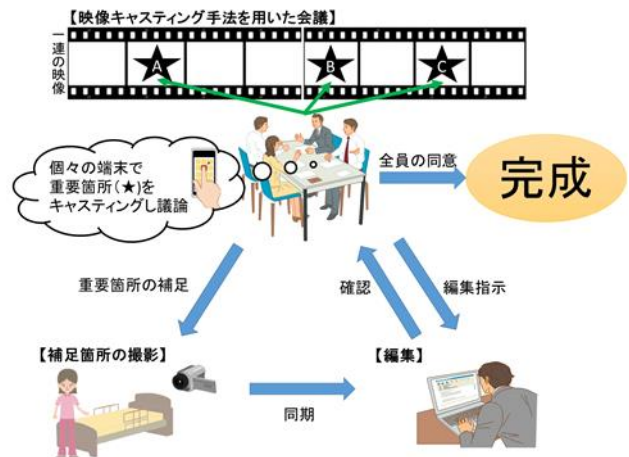 【映像キャスティング手法を用いた会議】
一連の映像
A
B
C
個々の端末で
重要箇所(★)を
キャスティングし議論
全員の同意
完成
重要箇所の補足
確認
編集指示
【補足箇所の撮影】
【編集】
同期